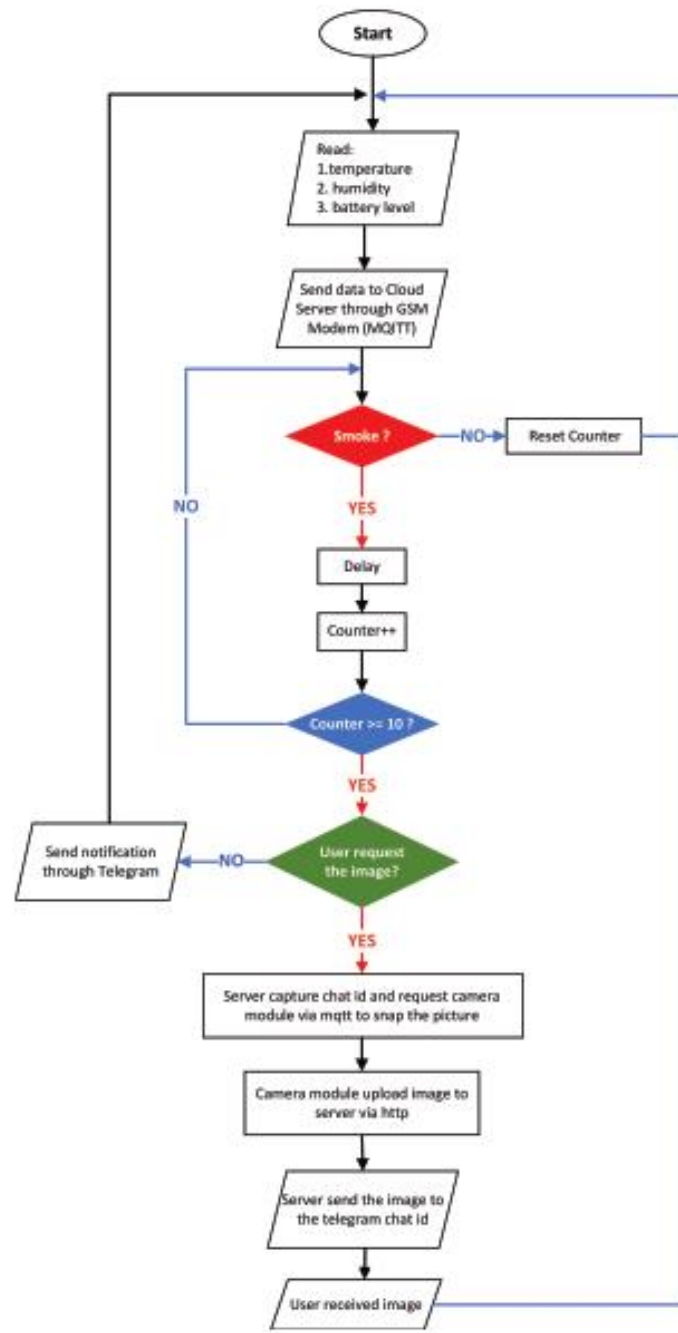 Start
Read:
1.temperature
2. humidity
3. battery level
Send data to Cloud
Server through GSM
Modem (MQITT)
Smoke ?
NO
Reset Counter
NO
YES
Delay
Counter++
Counter >= 10 ?
YES
Send notification
through Telegram
NO
User request
the image?
YES
Server capture chat id and request camera
module via mqtt to snap the picture
Camera module upload image to
server via http
Server send the image to
the telegram chat id
User received image